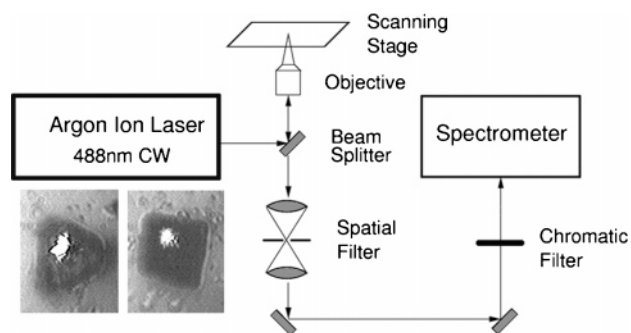 Scanning
Stage
Objective
Argon Ion Laser
488nm CW
Beam
Splitter
Spectrometer
Spatial
Filter
Chromatic
Filter